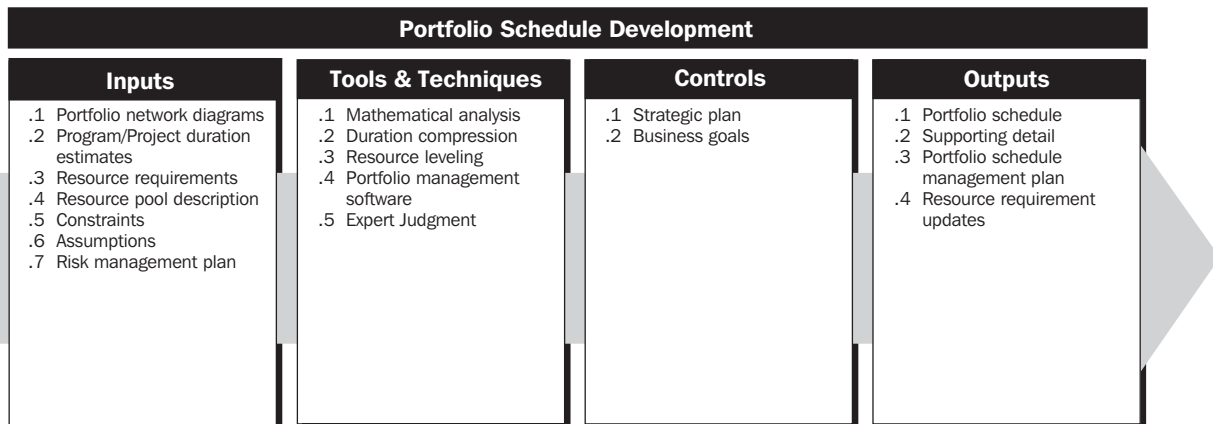 Portfolio Schedule Development
Inputs
.1 Portfolio network diagrams
.2 Program/Project duration
estimates
.3 Resource requirements
.4 Resource pool description
.5 Constraints
.6 Assumptions
.7 Risk management plan
Tools & Techniques
.1 Mathematical analysis
.2 Duration compression
.3 Resource leveling
.4 Portfolio management
software
.5 Expert Judgment
Controls
.1 Strategic plan
.2 Business goals
Outputs
.1 Portfolio schedule
.2 Supporting detail
.3 Portfolio schedule
management plan
.4 Resource requirement
updates